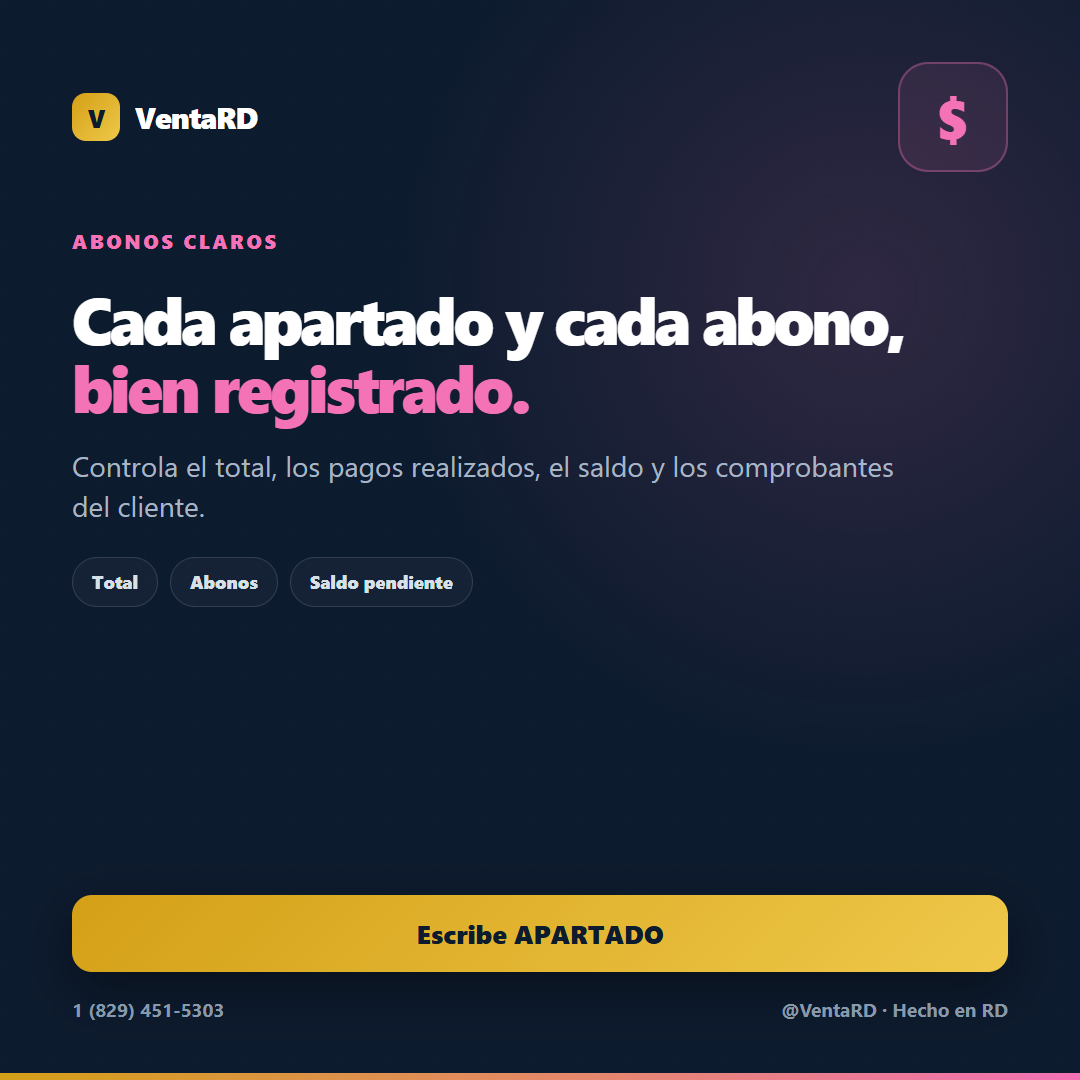 V VentaRD
$
ABONOS CLAROS
Cada apartado y cada abono,
bien registrado.
Controla el total, los pagos realizados, el saldo y los comprobantes
del cliente.
Total Abonos Saldo pendiente
Escribe APARTADO
1 (829) 451-5303 @VentaRD · Hecho en RD